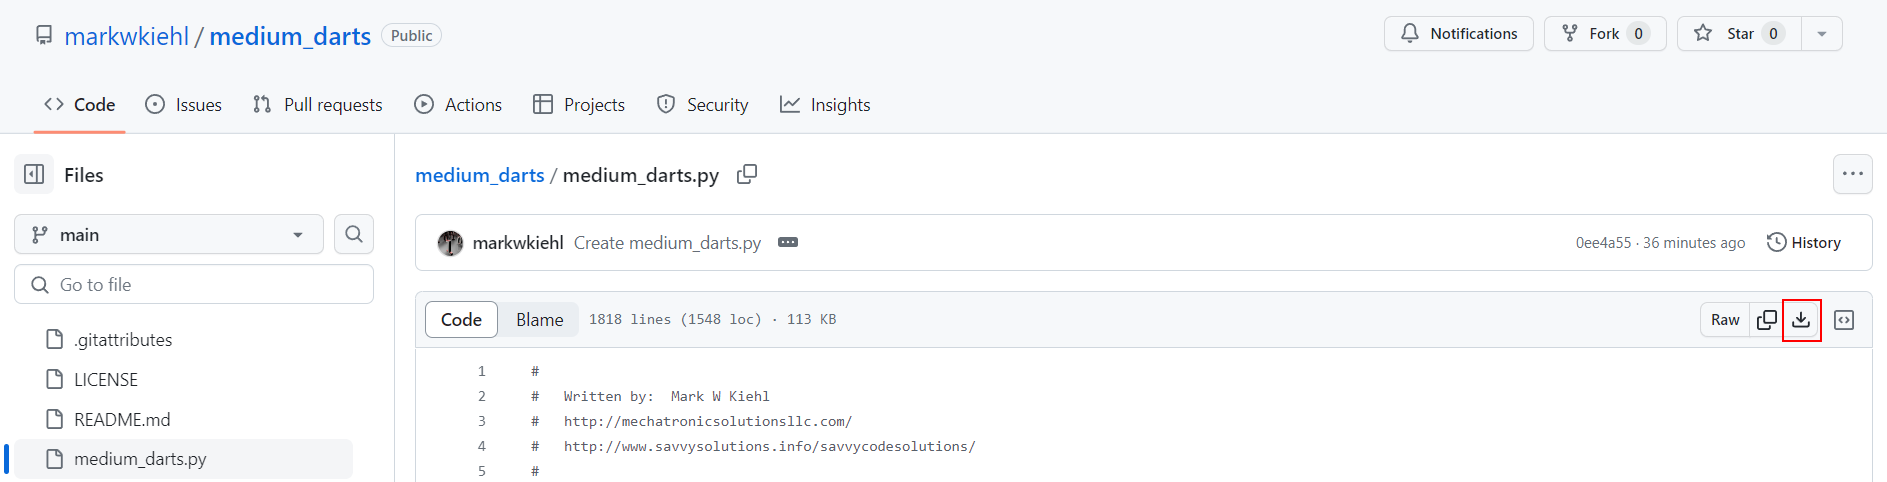 markwkiehl / medium_darts Public
Notifications Fork 0 Star 0
Code Issues Pull requests Actions Projects Security Insights
Files
main
Go to file
.gitattributes
LICENSE
README.md
medium_darts.py
medium_darts / medium_darts.py
markwkiehl Create medium_darts.py 0ee4a55 · 36 minutes ago History
Code Blame 1818 lines (1548 loc) · 113 KB Raw
1 #
2 # Written by: Mark W Kiehl
3 # http://mechatronicsolutionsllc.com/
4 # http://www.savvysolutions.info/savvycodesolutions/
5 #